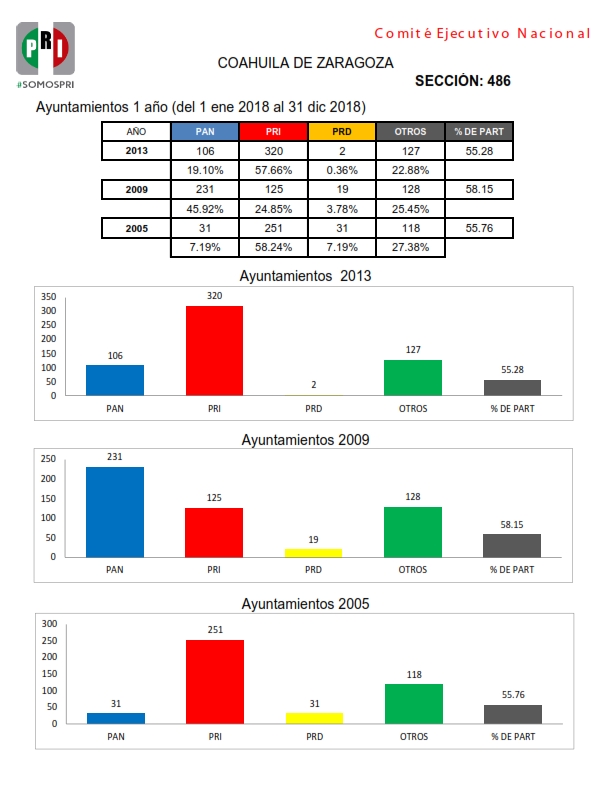 Comité Ejecutivo Nacional
PRI
#SOMOSPRI
COAHUILA DE ZARAGOZA
SECCIÓN: 486
Ayuntamientos 1 año (del 1 ene 2018 al 31 dic 2018)
AÑO PAN PRI PRD OTROS % DE PART
2013 106 320 2 127 55.28
19.10% 57.66% 0.36% 22.88%
2009 231 125 19 128 58.15
45.92% 24.85% 3.78% 25.45%
2005 31 251 31 118 55.76
7.19% 58.24% 7.19% 27.38%
Ayuntamientos 2013
350
300
250
200
150
100
50
0
106 320 2 127 55.28
PAN PRI PRD OTROS % DE PART
Ayuntamientos 2009
250
200
150
100
50
0
231 125 19 128 58.15
PAN PRI PRD OTROS % DE PART
Ayuntamientos 2005
300
250
200
150
100
50
0
31 251 31 118 55.76
PAN PRI PRD OTROS % DE PART